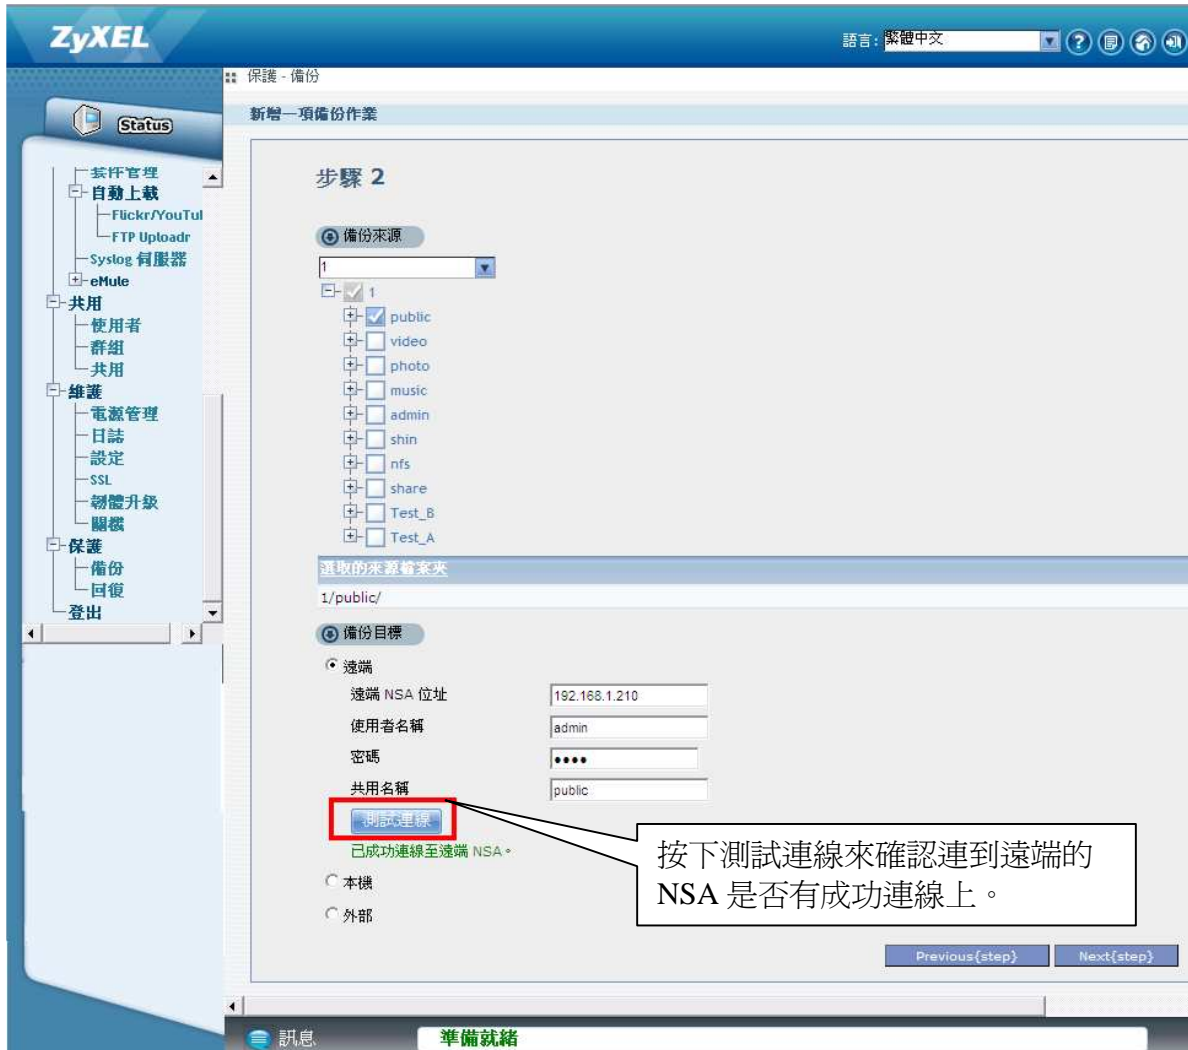 ZyXEL
語言: 繁體中文
保護 - 備份
Status
新增一項備份作業
套件管理
自動上載
Flickr/YouTul
FTP Uploadr
Syslog 伺服器
eMule
共用
使用者
群組
共用
維護
電源管理
日誌
設定
SSL
韌體升級
關機
保護
備份
回復
登出
步驟 2
備份來源
1
1
public
video
photo
music
admin
shin
nfs
share
Test_B
Test_A
選取的來源檔案夾
1/public/
備份目標
遠端
遠端 NSA 位址 192.168.1.210
使用者名稱 admin
密碼 ••••
共用名稱 public
測試連線
已成功連線至遠端 NSA。
按下測試連線來確認連到遠端的
NSA 是否有成功連線上。
本機
外部
Previous{step} Next{step}
訊息 準備就緒